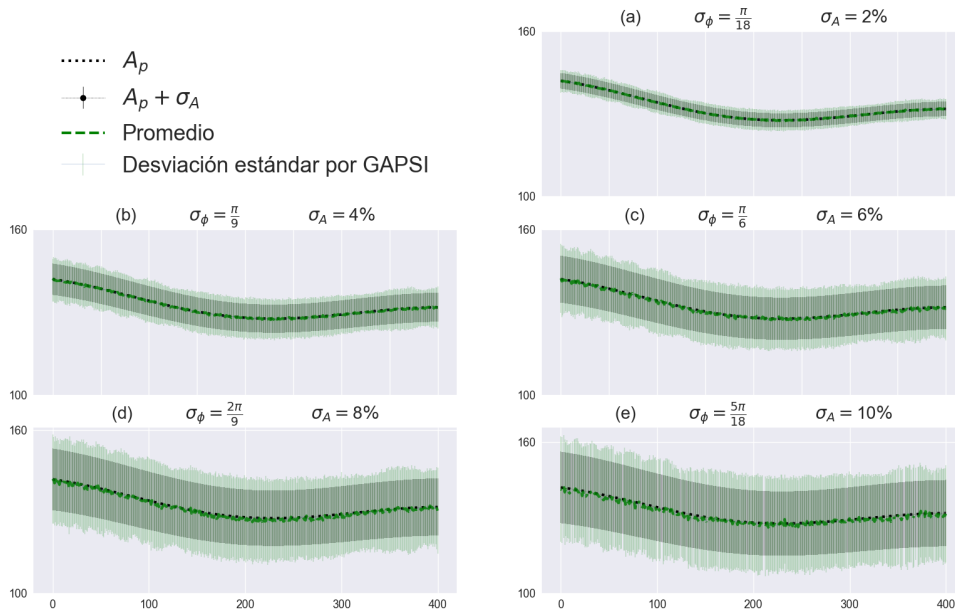 A_p
A_p + σ_A
Promedio
Desviación estándar por GAPSI
(a) σ_ϕ = π/18 σ_A = 2%
160
100
(b) σ_ϕ = π/9 σ_A = 4%
160
100
(c) σ_ϕ = π/6 σ_A = 6%
160
100
(d) σ_ϕ = 2π/9 σ_A = 8%
160
100
0 100 200 300 400
(e) σ_ϕ = 5π/18 σ_A = 10%
160
100
0 100 200 300 400